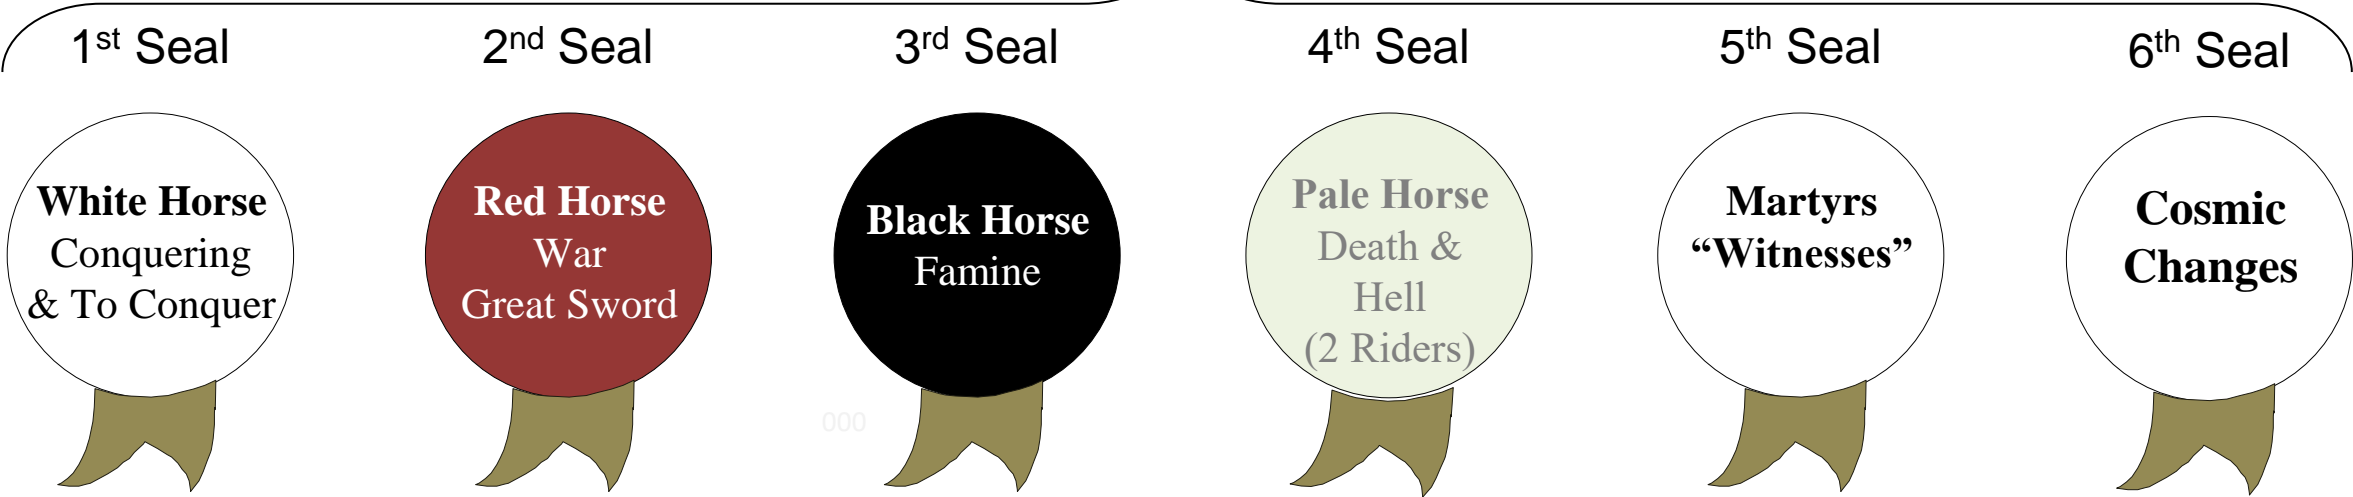 1st Seal
2nd Seal
3rd Seal
4th Seal
5th Seal
6th Seal
White Horse
Conquering
& To Conquer
Red Horse
War
Great Sword
Black Horse
Famine
Pale Horse
Death &
Hell
(2 Riders)
Martyrs
“Witnesses”
Cosmic
Changes
000